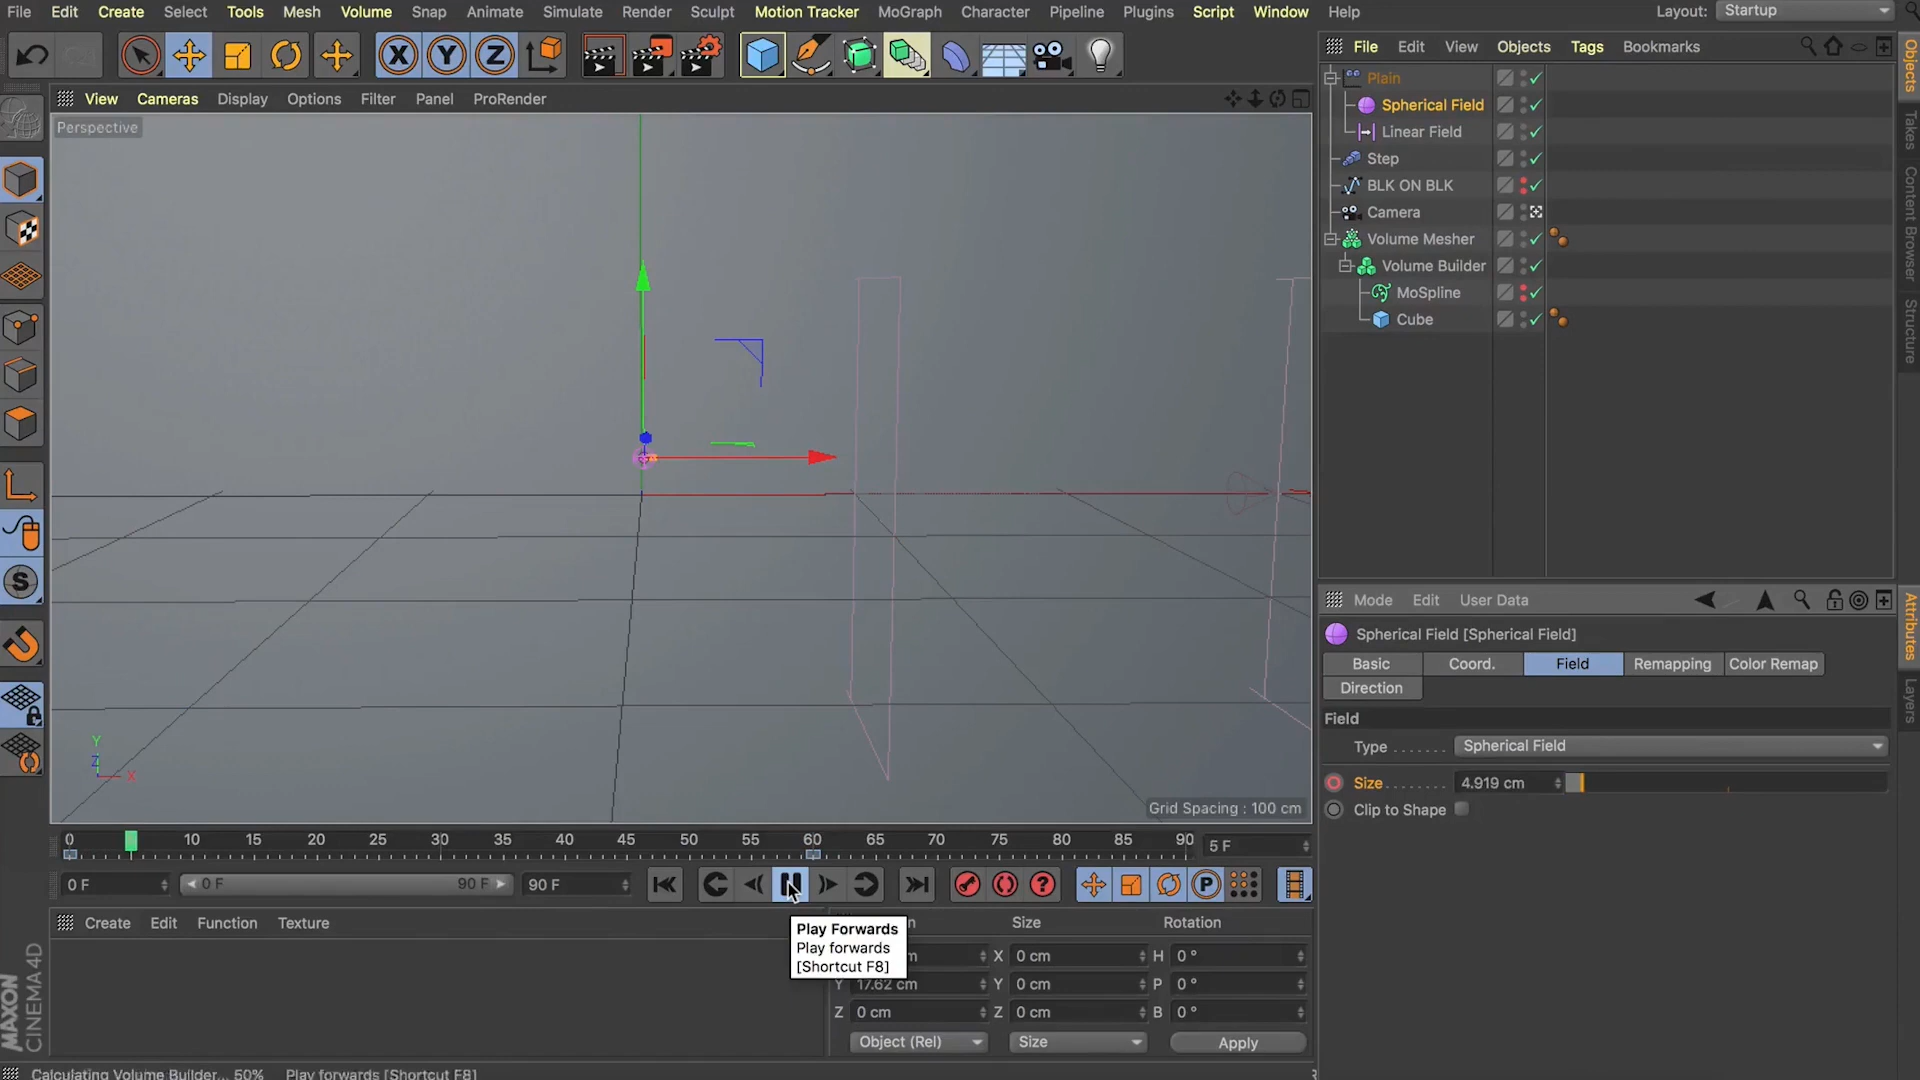 File Edit Create Select Tools Mesh Volume Snap Animate Simulate Render Sculpt Motion Tracker MoGraph Character Pipeline Plugins Script Window Help Layout: Startup
X Y Z
File Edit View Objects Tags Bookmarks
View Cameras Display Options Filter Panel ProRender
Perspective
Plain
Spherical Field
Linear Field
Step
BLK ON BLK
Camera
Volume Mesher
Volume Builder
MoSpline
Cube
Objects
Takes
Content Browser
Structure
S
Y
Z
X
Grid Spacing : 100 cm
Mode Edit User Data
Spherical Field [Spherical Field]
Basic Coord. Field Remapping Color Remap
Direction
Field
Type Spherical Field
Size 4.919 cm
Clip to Shape
Attributes
Layers
0 10 15 20 25 30 35 40 45 50 55 60 65 70 75 80 85 90 5 F
0 F 0 F 90 F 90 F
? P
Create Edit Function Texture
Size Rotation
Play Forwards
Play forwards
[Shortcut F8]
X 0 cm H 0 °
Y 17.62 cm Y 0 cm P 0 °
Z 0 cm Z 0 cm B 0 °
Object (Rel) Size Apply
MAXON
CINEMA 4D
Calculating Volume Builder... 50% Play forwards [Shortcut F8]